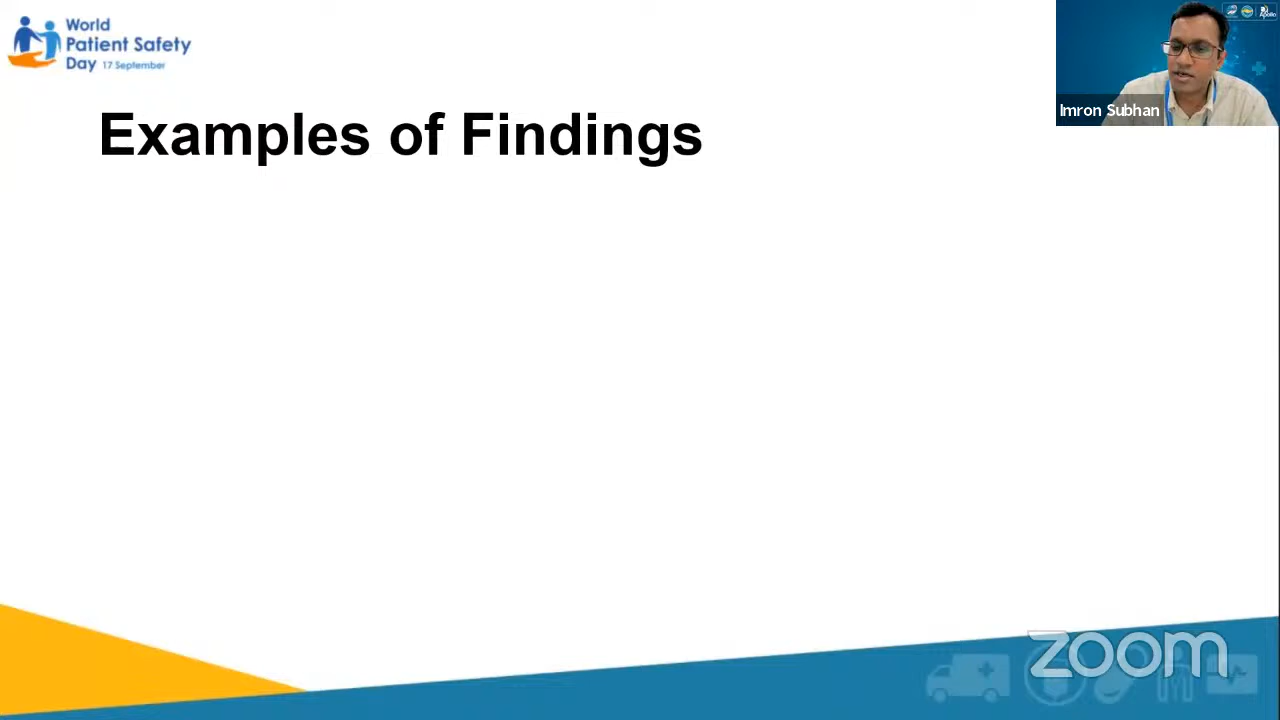 World
Patient Safety
Day 17 September
Imron Subhan
Examples of Findings
zoom